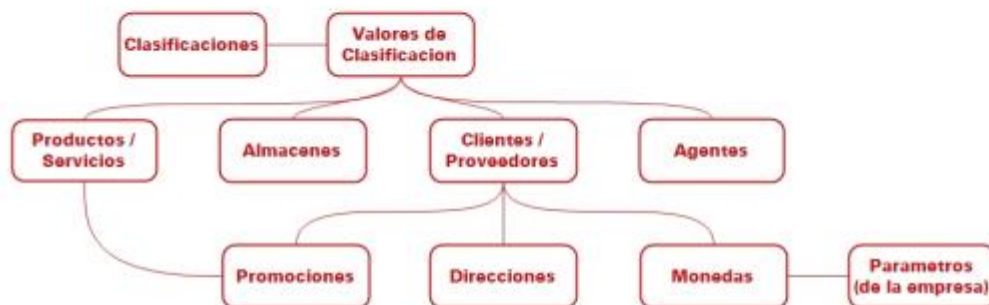 Clasificaciones
Valores de
Clasificacion
Productos /
Servicios
Almacenes
Clientes /
Proveedores
Agentes
Promociones
Direcciones
Monedas
Parametros
(de la empresa)